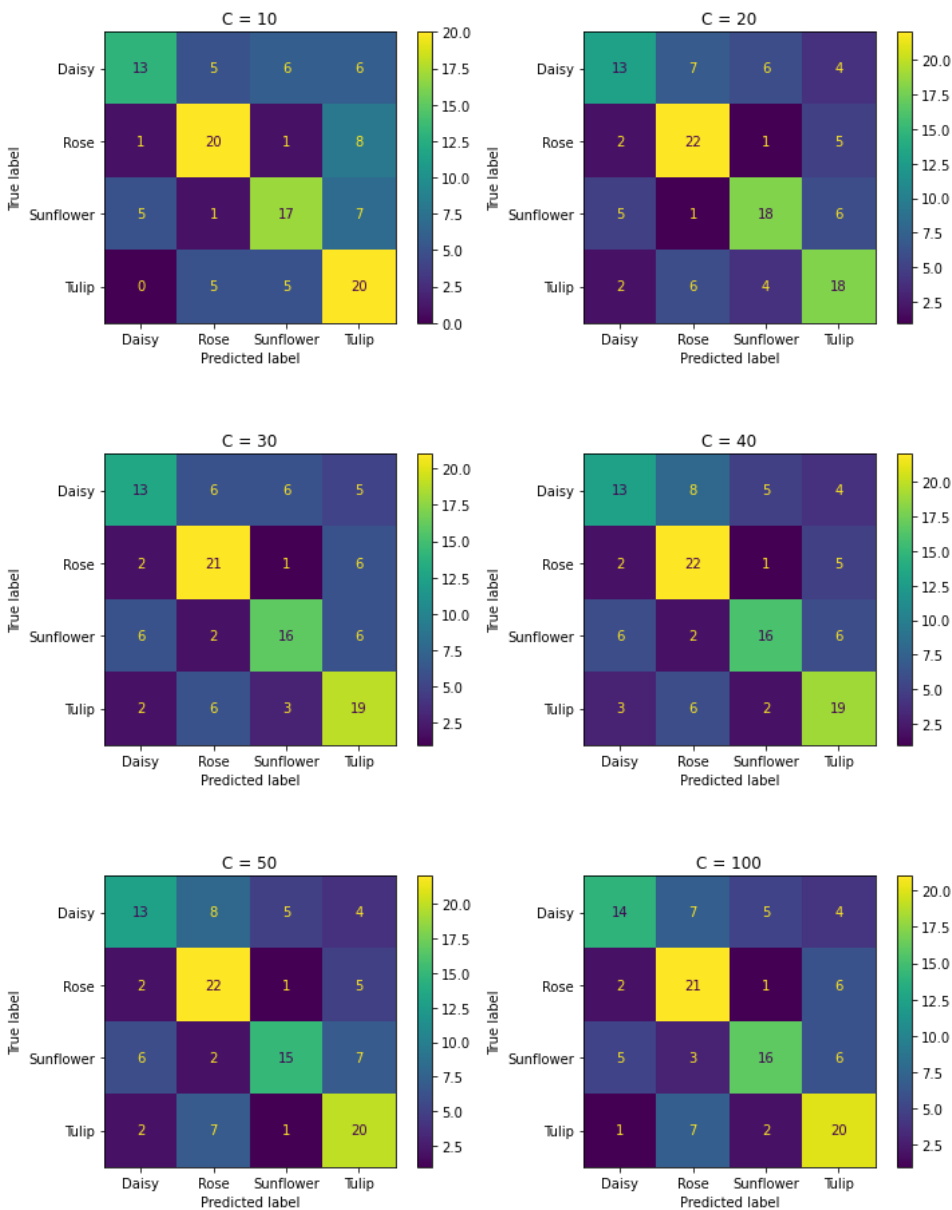 C = 10
Daisy 13 5 6 6
Rose 1 20 1 8
Sunflower 5 1 17 7
Tulip 0 5 5 20
Daisy Rose Sunflower Tulip
Predicted label
True label
20.0
17.5
15.0
12.5
10.0
7.5
5.0
2.5
0.0
C = 20
13 7 6 4
2 22 1 5
5 1 18 6
2 6 4 18
Daisy Rose Sunflower Tulip
Predicted label
True label
20.0
17.5
15.0
12.5
10.0
7.5
5.0
2.5
C = 30
Daisy 13 6 6 5
Rose 2 21 1 6
Sunflower 6 2 16 6
Tulip 2 6 3 19
Daisy Rose Sunflower Tulip
Predicted label
True label
20.0
17.5
15.0
12.5
10.0
7.5
5.0
2.5
C = 40
Daisy 13 8 5 4
Rose 2 22 1 5
Sunflower 6 2 16 6
Tulip 3 6 2 19
Daisy Rose Sunflower Tulip
Predicted label
True label
20.0
17.5
15.0
12.5
10.0
7.5
5.0
2.5
C = 50
Daisy 13 8 5 4
Rose 2 22 1 5
Sunflower 6 2 15 7
Tulip 2 7 1 20
Daisy Rose Sunflower Tulip
Predicted label
True label
20.0
17.5
15.0
12.5
10.0
7.5
5.0
2.5
C = 100
Daisy 14 7 5 4
Rose 2 21 1 6
Sunflower 5 3 16 6
Tulip 1 7 2 20
Daisy Rose Sunflower Tulip
Predicted label
True label
20.0
17.5
15.0
12.5
10.0
7.5
5.0
2.5